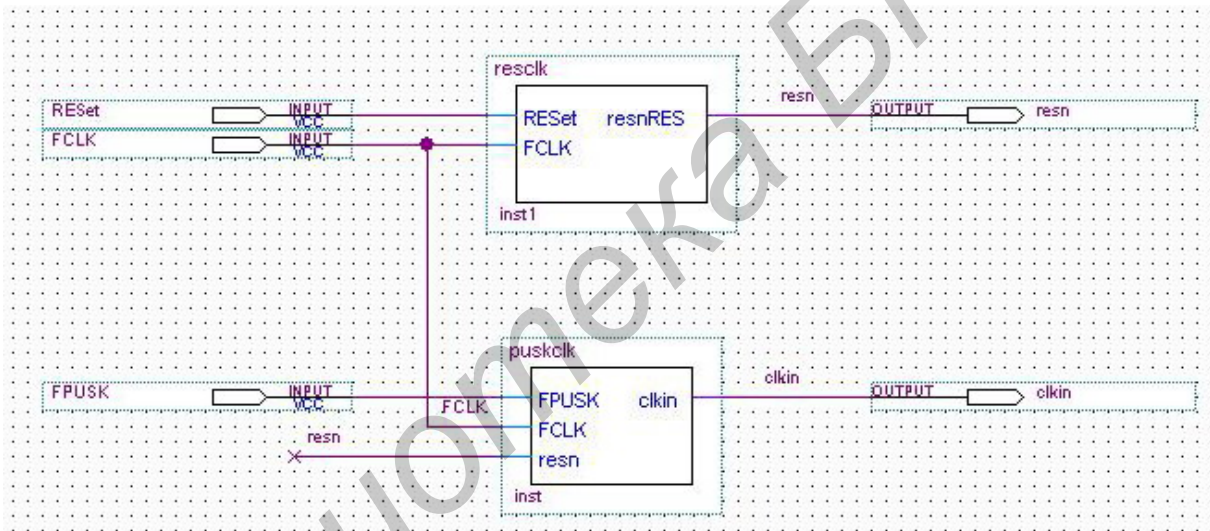 resclk
RESet INPUT VCC RESet resnRES resn OUTPUT resn
FCLK INPUT VCC FCLK
inst1
puskclk
FPUSK INPUT VCC FPUSK clkin clkin OUTPUT clkin
FCLK FCLK
resn resn
inst